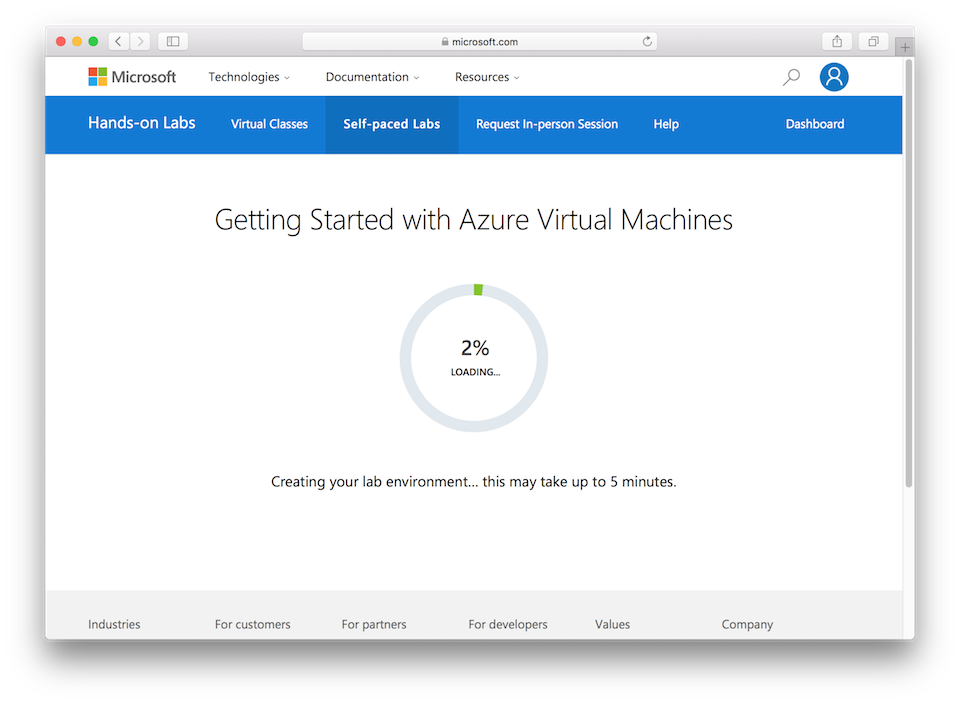 microsoft.com
Microsoft Technologies Documentation Resources
Hands-on Labs Virtual Classes Self-paced Labs Request In-person Session Help Dashboard
Getting Started with Azure Virtual Machines
2%
LOADING...
Creating your lab environment... this may take up to 5 minutes.
Industries For customers For partners For developers Values Company